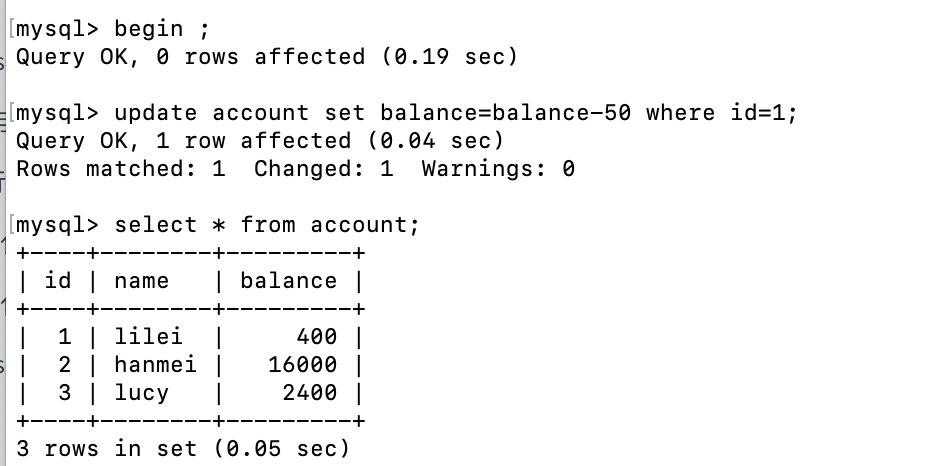 mysql> begin ;
Query OK, 0 rows affected (0.19 sec)
mysql> update account set balance=balance-50 where id=1;
Query OK, 1 row affected (0.04 sec)
Rows matched: 1  Changed: 1  Warnings: 0
mysql> select * from account;
+----+--------+---------+
| id | name   | balance |
+----+--------+---------+
|  1 | lilei  |     400 |
|  2 | hanmei |   16000 |
|  3 | lucy   |    2400 |
+----+--------+---------+
3 rows in set (0.05 sec)